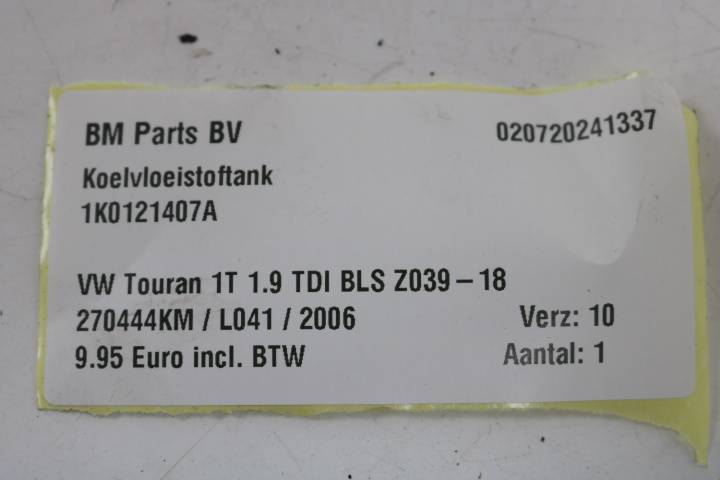 BM Parts BV 020720241337
Koelvloeistoftank
1K0121407A
VW Touran 1T 1.9 TDI BLS Z039-18
270444KM / L041 / 2006 Verz: 10
9.95 Euro incl. BTW Aantal: 1